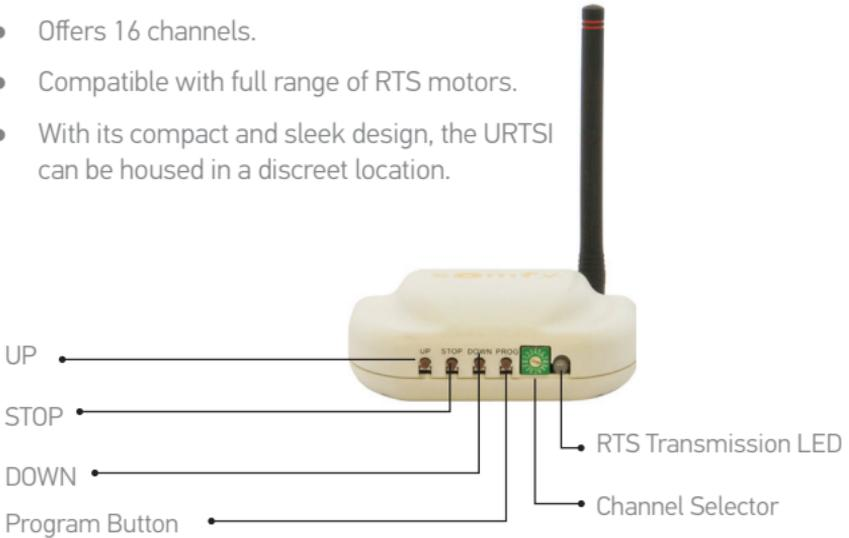 • Offers 16 channels.
• Compatible with full range of RTS motors.
• With its compact and sleek design, the URTSI
can be housed in a discreet location.
somfy
UP STOP DOWN PROG
UP
STOP
DOWN
Program Button
RTS Transmission LED
Channel Selector